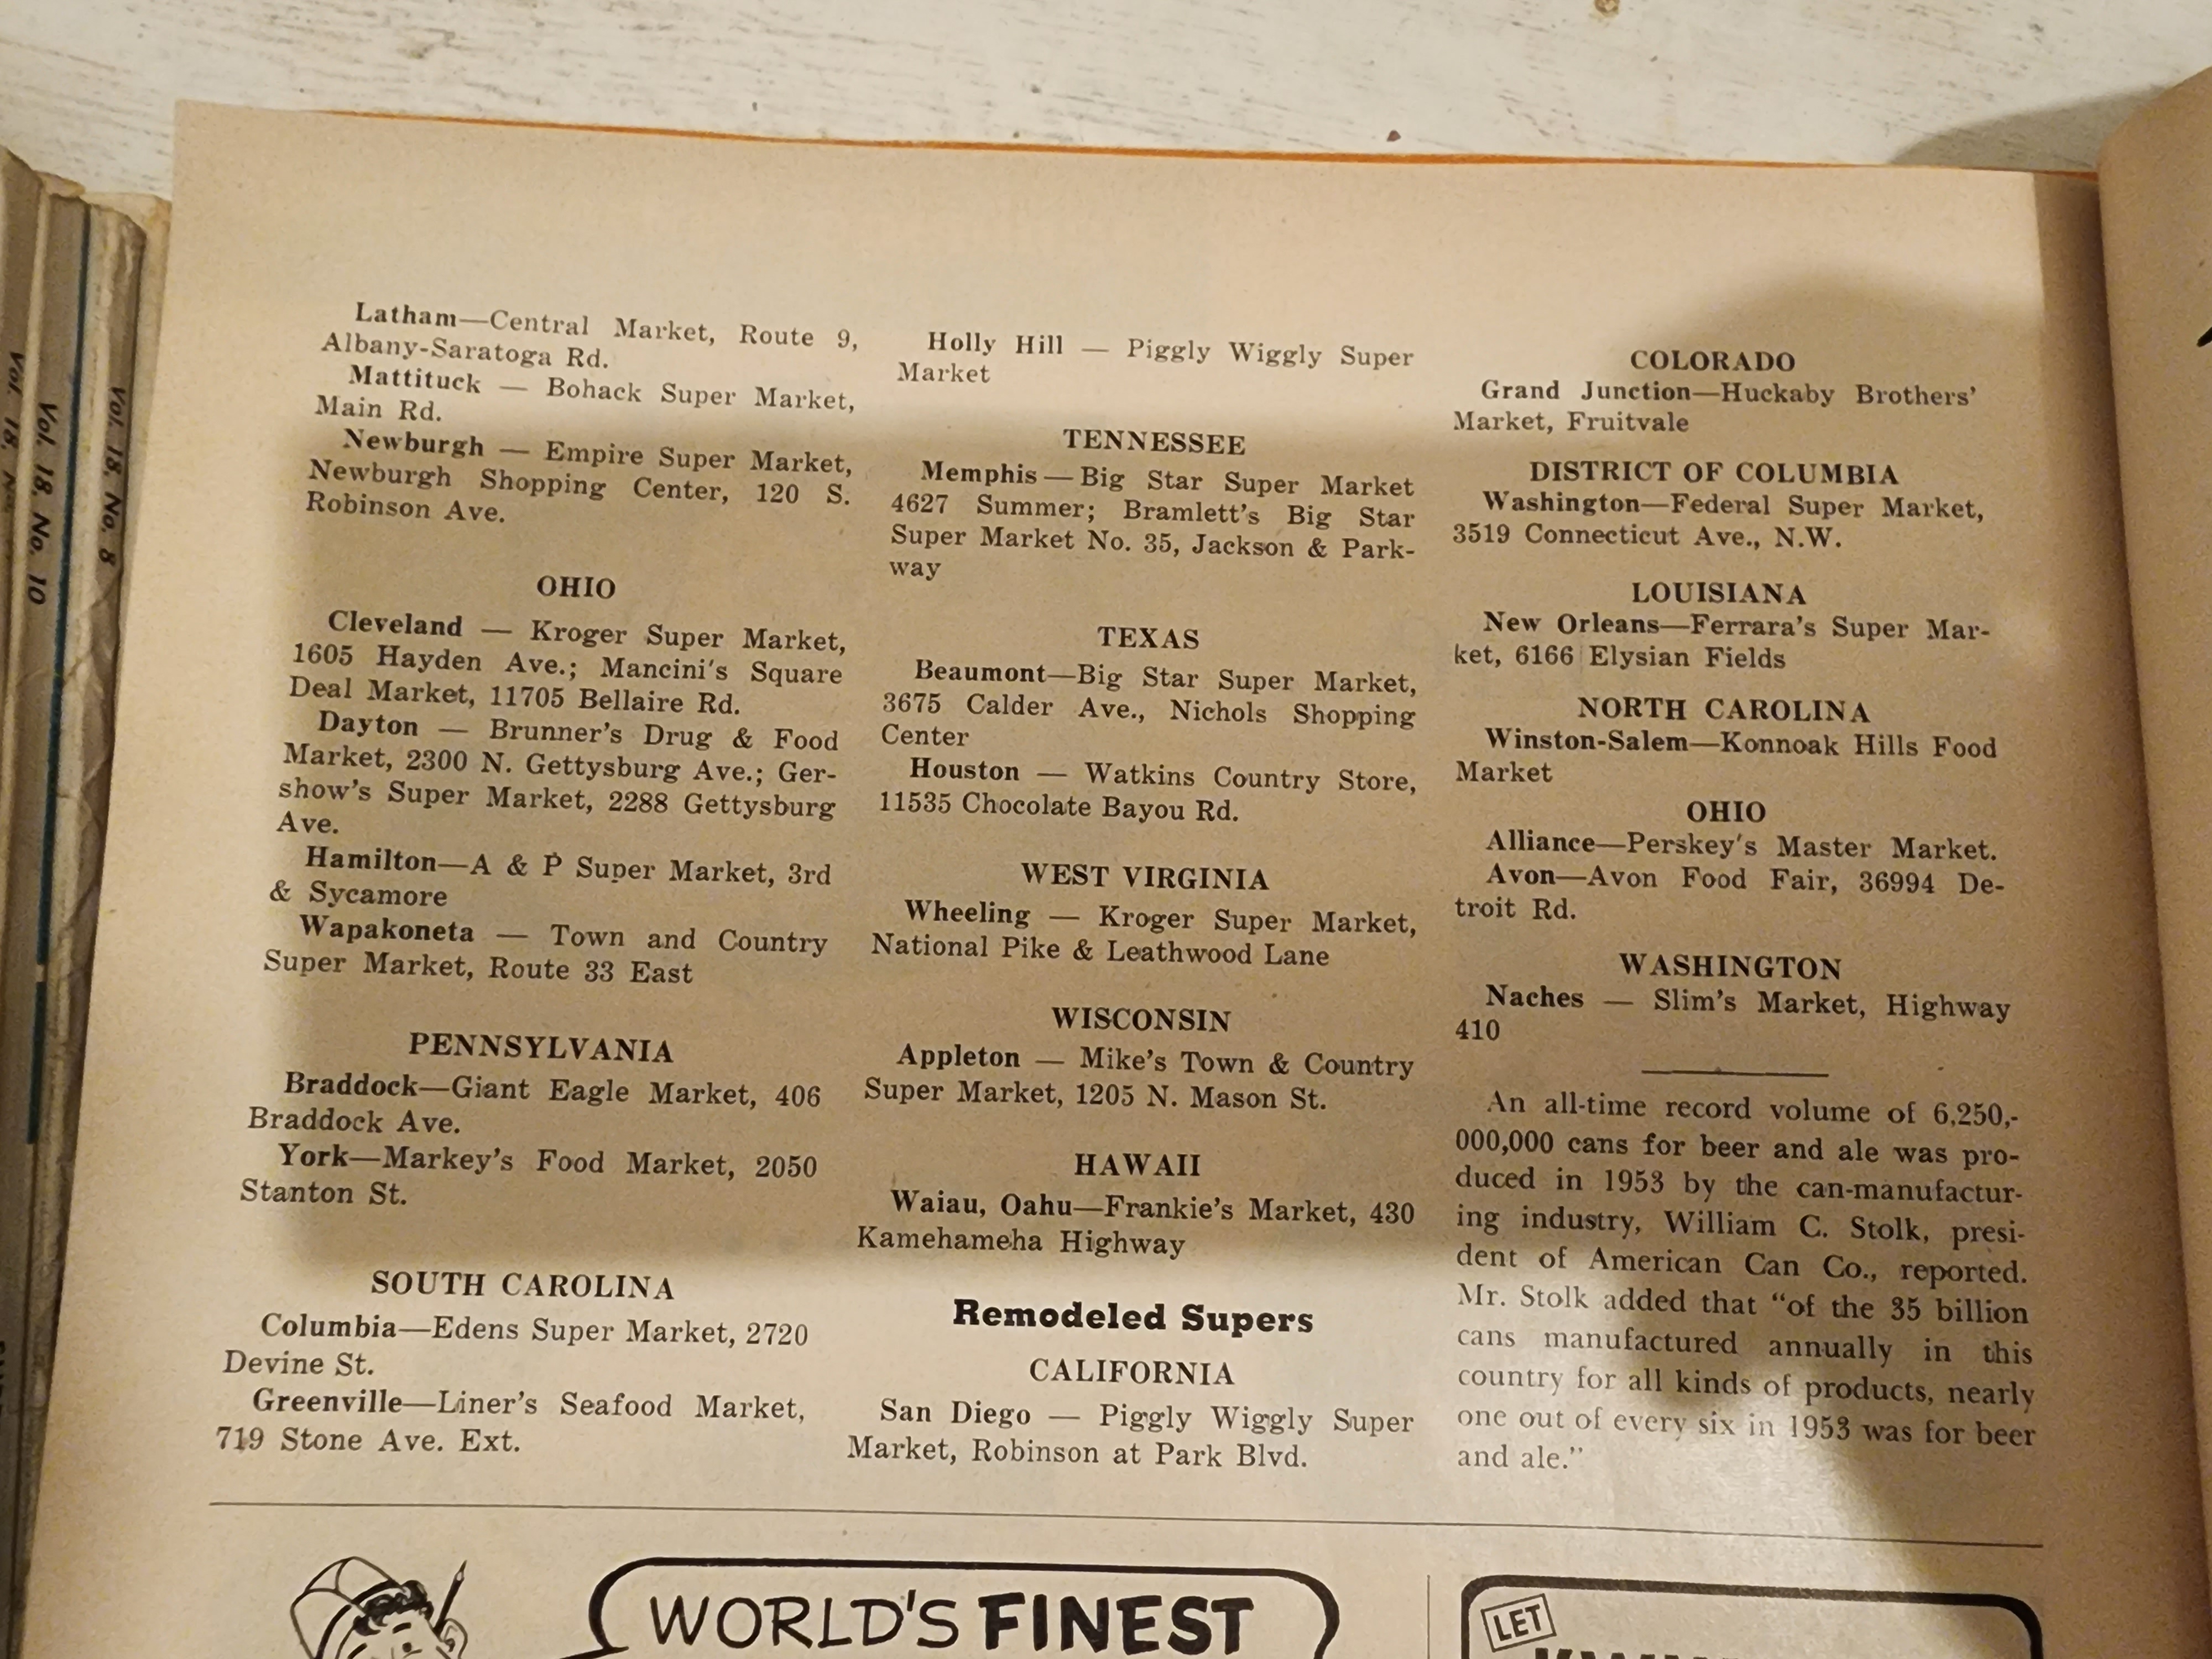 Latham—Central Market, Route 9,
Albany-Saratoga Rd.
Mattituck — Bohack Super Market,
Main Rd.
Newburgh — Empire Super Market,
Newburgh Shopping Center, 120 S.
Robinson Ave.
OHIO
Cleveland — Kroger Super Market,
1605 Hayden Ave.; Mancini's Square
Deal Market, 11705 Bellaire Rd.
Dayton — Brunner's Drug & Food
Market, 2300 N. Gettysburg Ave.; Ger-
show's Super Market, 2288 Gettysburg
Ave.
Hamilton—A & P Super Market, 3rd
& Sycamore
Wapakoneta — Town and Country
Super Market, Route 33 East
PENNSYLVANIA
Braddock—Giant Eagle Market, 406
Braddock Ave.
York—Markey's Food Market, 2050
Stanton St.
SOUTH CAROLINA
Columbia—Edens Super Market, 2720
Devine St.
Greenville—Liner's Seafood Market,
719 Stone Ave. Ext.
Holly Hill — Piggly Wiggly Super
Market
TENNESSEE
Memphis—Big Star Super Market
4627 Summer; Bramlett's Big Star
Super Market No. 35, Jackson & Park-
way
TEXAS
Beaumont—Big Star Super Market,
3675 Calder Ave., Nichols Shopping
Center
Houston — Watkins Country Store,
11535 Chocolate Bayou Rd.
WEST VIRGINIA
Wheeling — Kroger Super Market,
National Pike & Leathwood Lane
WISCONSIN
Appleton — Mike's Town & Country
Super Market, 1205 N. Mason St.
HAWAII
Waiau, Oahu—Frankie's Market, 430
Kamehameha Highway
Remodeled Supers
CALIFORNIA
San Diego — Piggly Wiggly Super
Market, Robinson at Park Blvd.
COLORADO
Grand Junction—Huckaby Brothers'
Market, Fruitvale
DISTRICT OF COLUMBIA
Washington—Federal Super Market,
3519 Connecticut Ave., N.W.
LOUISIANA
New Orleans—Ferrara's Super Mar-
ket, 6166 Elysian Fields
NORTH CAROLINA
Winston-Salem—Konnoak Hills Food
Market
OHIO
Alliance—Perskey's Master Market.
Avon—Avon Food Fair, 36994 De-
troit Rd.
WASHINGTON
Naches — Slim's Market, Highway
410
An all-time record volume of 6,250,-
000,000 cans for beer and ale was pro-
duced in 1953 by the can-manufactur-
ing industry, William C. Stolk, presi-
dent of American Can Co., reported.
Mr. Stolk added that "of the 35 billion
cans manufactured annually in this
country for all kinds of products, nearly
one out of every six in 1953 was for beer
and ale."
WORLD'S FINEST
LET
Vol. 18, No. 8
Vol. 18, No. 10
Vol. 18,